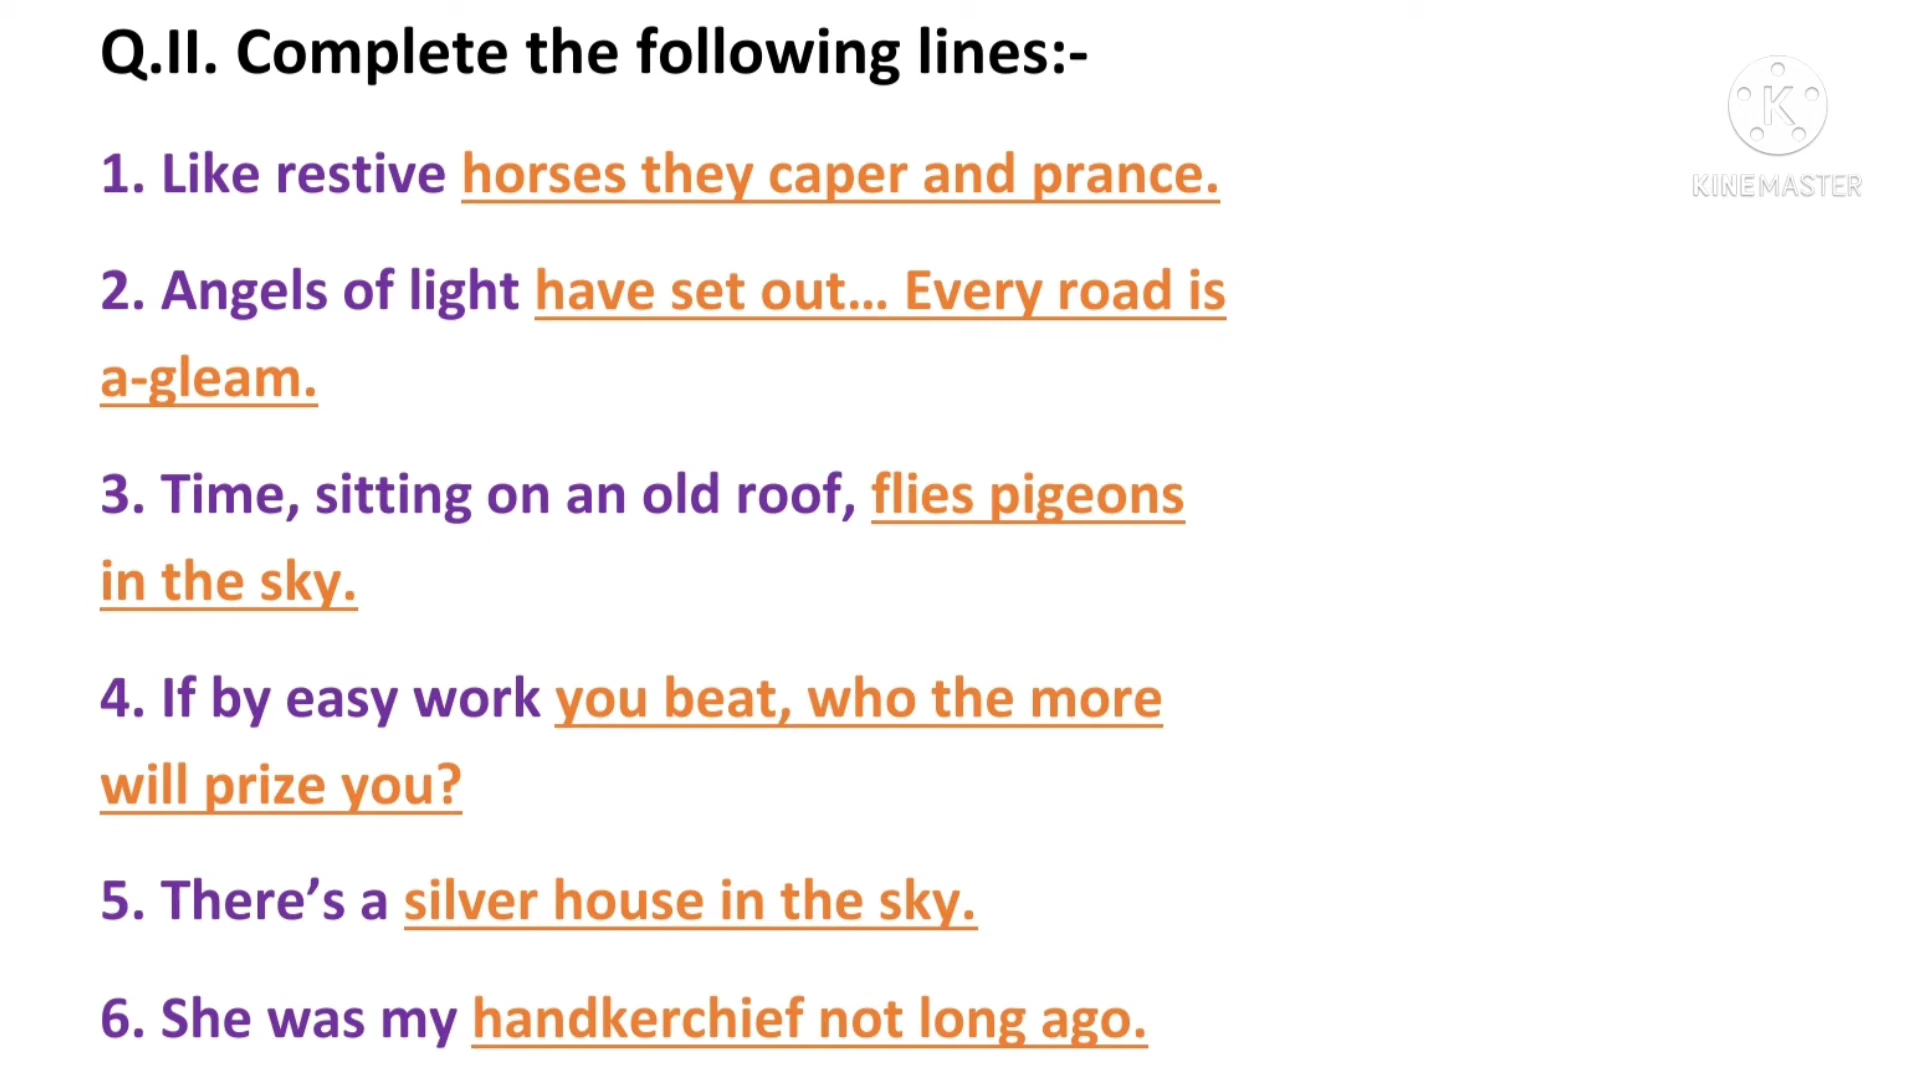 Q.II. Complete the following lines:-
K
KINEMASTER
1. Like restive horses they caper and prance.
2. Angels of light have set out... Every road is
a-gleam.
3. Time, sitting on an old roof, flies pigeons
in the sky.
4. If by easy work you beat, who the more
will prize you?
5. There’s a silver house in the sky.
6. She was my handkerchief not long ago.